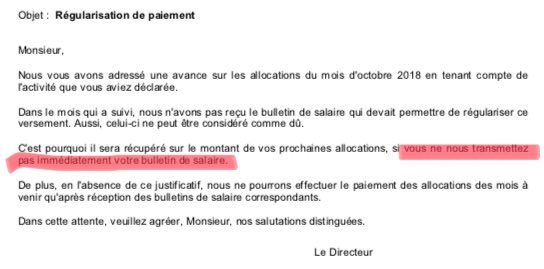 Objet : Régularisation de paiement
Monsieur,
Nous vous avons adressé une avance sur les allocations du mois d'octobre 2018 en tenant compte de
l'activité que vous aviez déclarée.
Dans le mois qui a suivi, nous n'avons pas reçu le bulletin de salaire qui devait permettre de régulariser ce
versement. Aussi, celui-ci ne peut être considéré comme dû.
C'est pourquoi il sera récupéré sur le montant de vos prochaines allocations, si vous ne nous transmettez
pas immédiatement votre bulletin de salaire.
De plus, en l'absence de ce justificatif, nous ne pourrons effectuer le paiement des allocations des mois à
venir qu'après réception des bulletins de salaire correspondants.
Dans cette attente, veuillez agréer, Monsieur, nos salutations distinguées.
Le Directeur